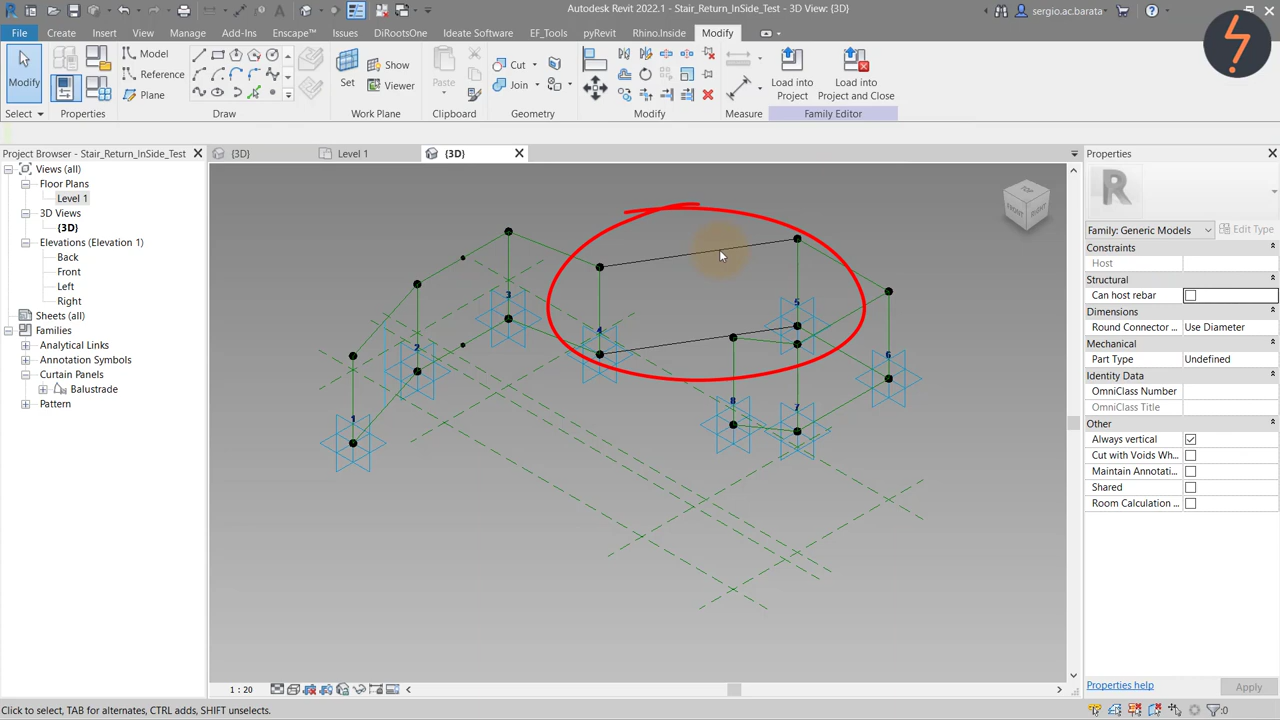 Autodesk Revit 2022.1 - Stair_Return_InSide_Test - 3D View: {3D}
sergio.ac.barata
File Create Insert View Manage Add-Ins Enscape™ Issues DiRootsOne Ideate Software EF_Tools pyRevit Rhino.Inside Modify
Modify
Model
Reference
Plane
Set
Show
Viewer
Paste
Cut
Join
Load into
Project
Load into
Project and Close
Select Properties Draw Work Plane Clipboard Geometry Modify Measure Family Editor
Project Browser - Stair_Return_InSide_Test
{3D}
Level 1
{3D}
Properties
Views (all)
Floor Plans
Level 1
3D Views
{3D}
Elevations (Elevation 1)
Back
Front
Left
Right
Sheets (all)
Families
Analytical Links
Annotation Symbols
Curtain Panels
Balustrade
Pattern
TOP
FRONT
RIGHT
1
2
3
4
5
6
7
8
Family: Generic Models
Edit Type
Constraints
Host
Structural
Can host rebar
Dimensions
Round Connector ... Use Diameter
Mechanical
Part Type Undefined
Identity Data
OmniClass Number
OmniClass Title
Other
Always vertical
Cut with Voids Wh...
Maintain Annotati...
Shared
Room Calculation ...
Properties help
Apply
1 : 20
Click to select, TAB for alternates, CTRL adds, SHIFT unselects.
:0